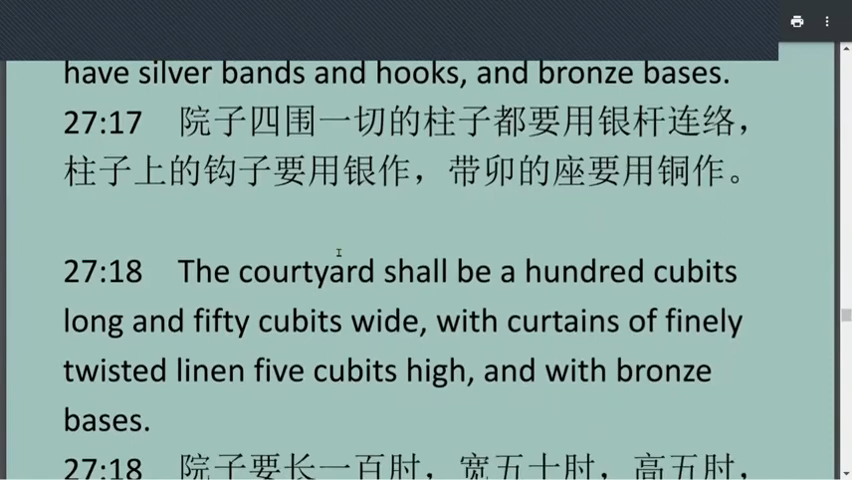 have silver bands and hooks, and bronze bases.
27:17 院子四围一切的柱子都要用银杆连络，
柱子上的钩子要用银作，带卯的座要用铜作。
27:18 The courtyard shall be a hundred cubits
long and fifty cubits wide, with curtains of finely
twisted linen five cubits high, and with bronze
bases.
27:18 院子要长一百肘，宽五十肘，高五肘，